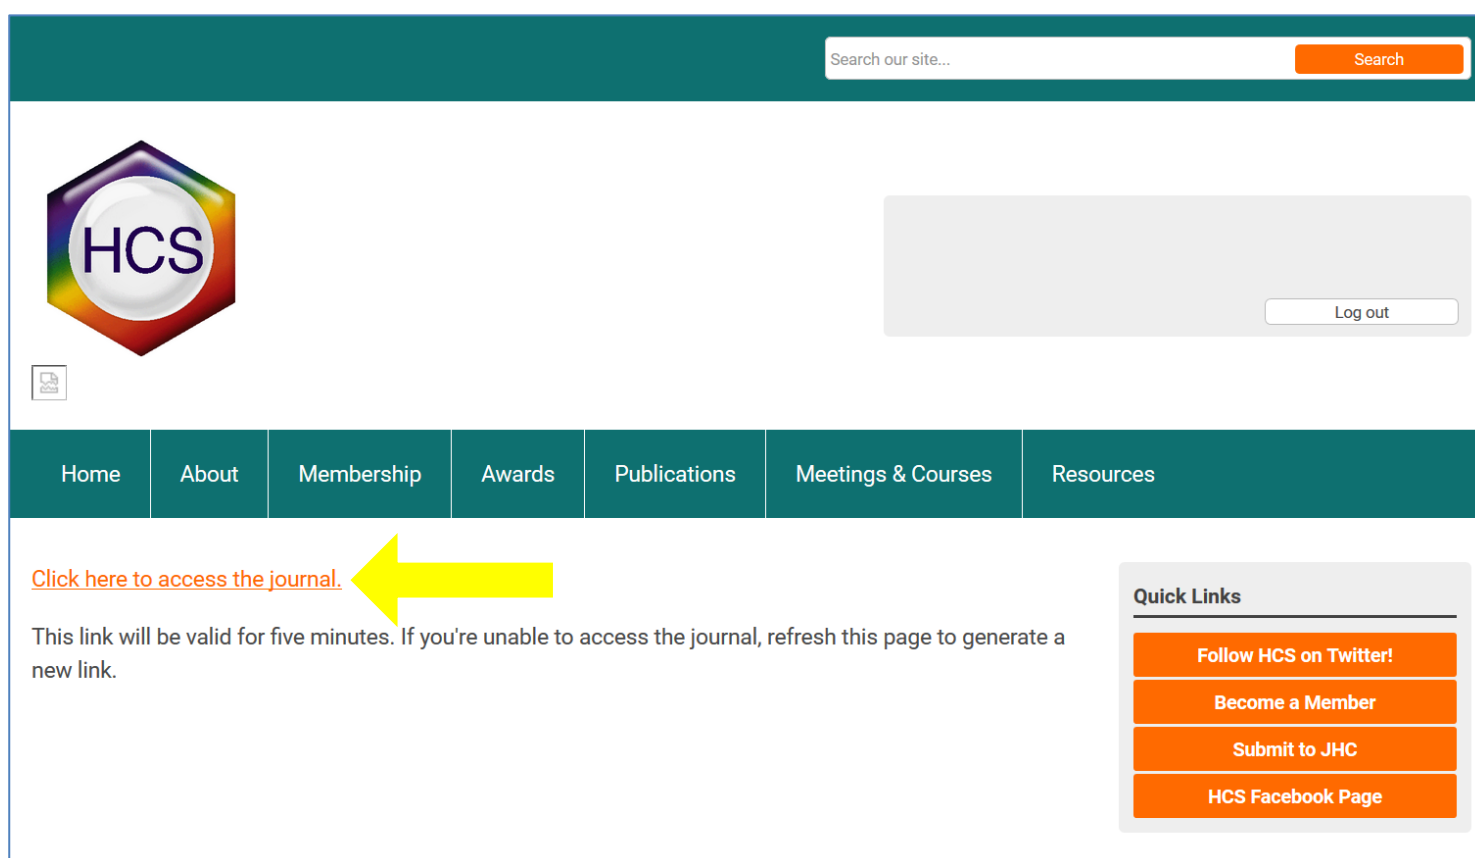 Search our site...
Search
HCS
Log out
Home
About
Membership
Awards
Publications
Meetings & Courses
Resources
Click here to access the journal.
This link will be valid for five minutes. If you're unable to access the journal, refresh this page to generate a
new link.
Quick Links
Follow HCS on Twitter!
Become a Member
Submit to JHC
HCS Facebook Page